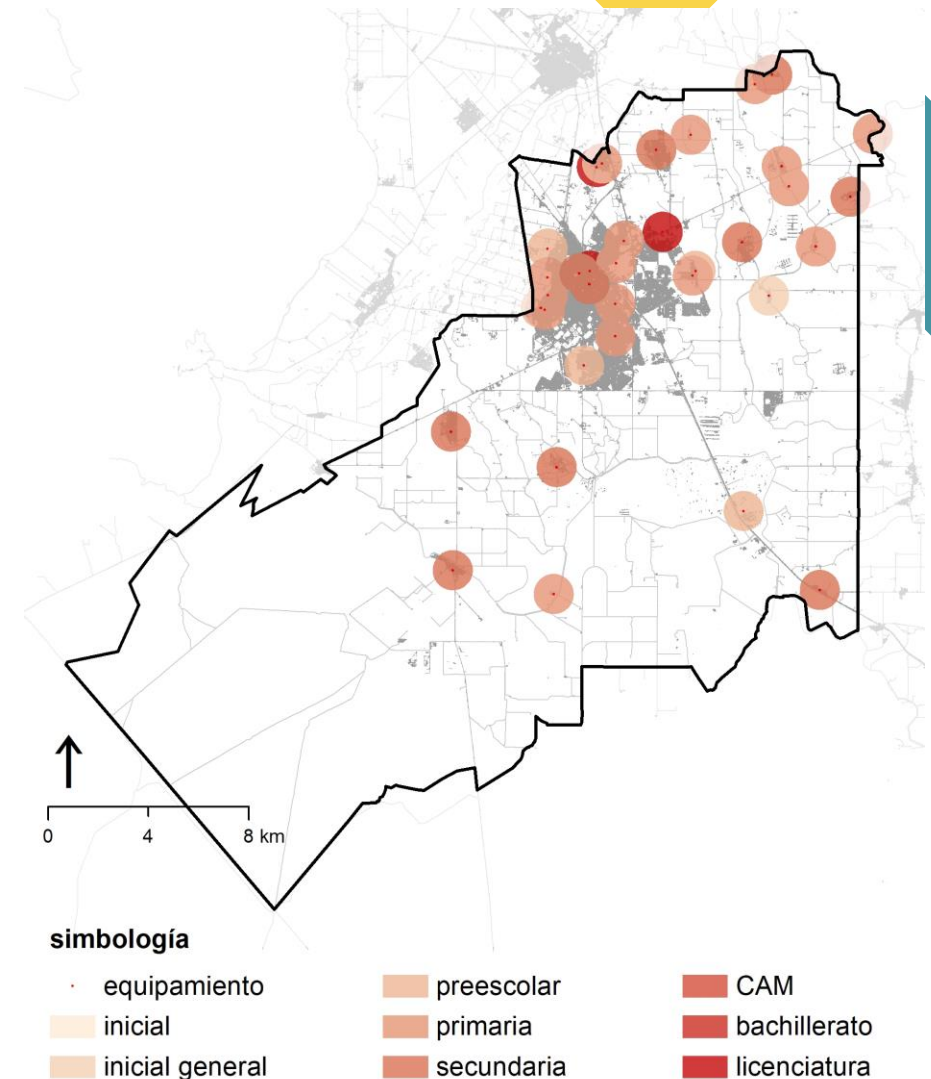 0 4 8 km
simbología
equipamiento
inicial
inicial general
preescolar
primaria
secundaria
CAM
bachillerato
licenciatura